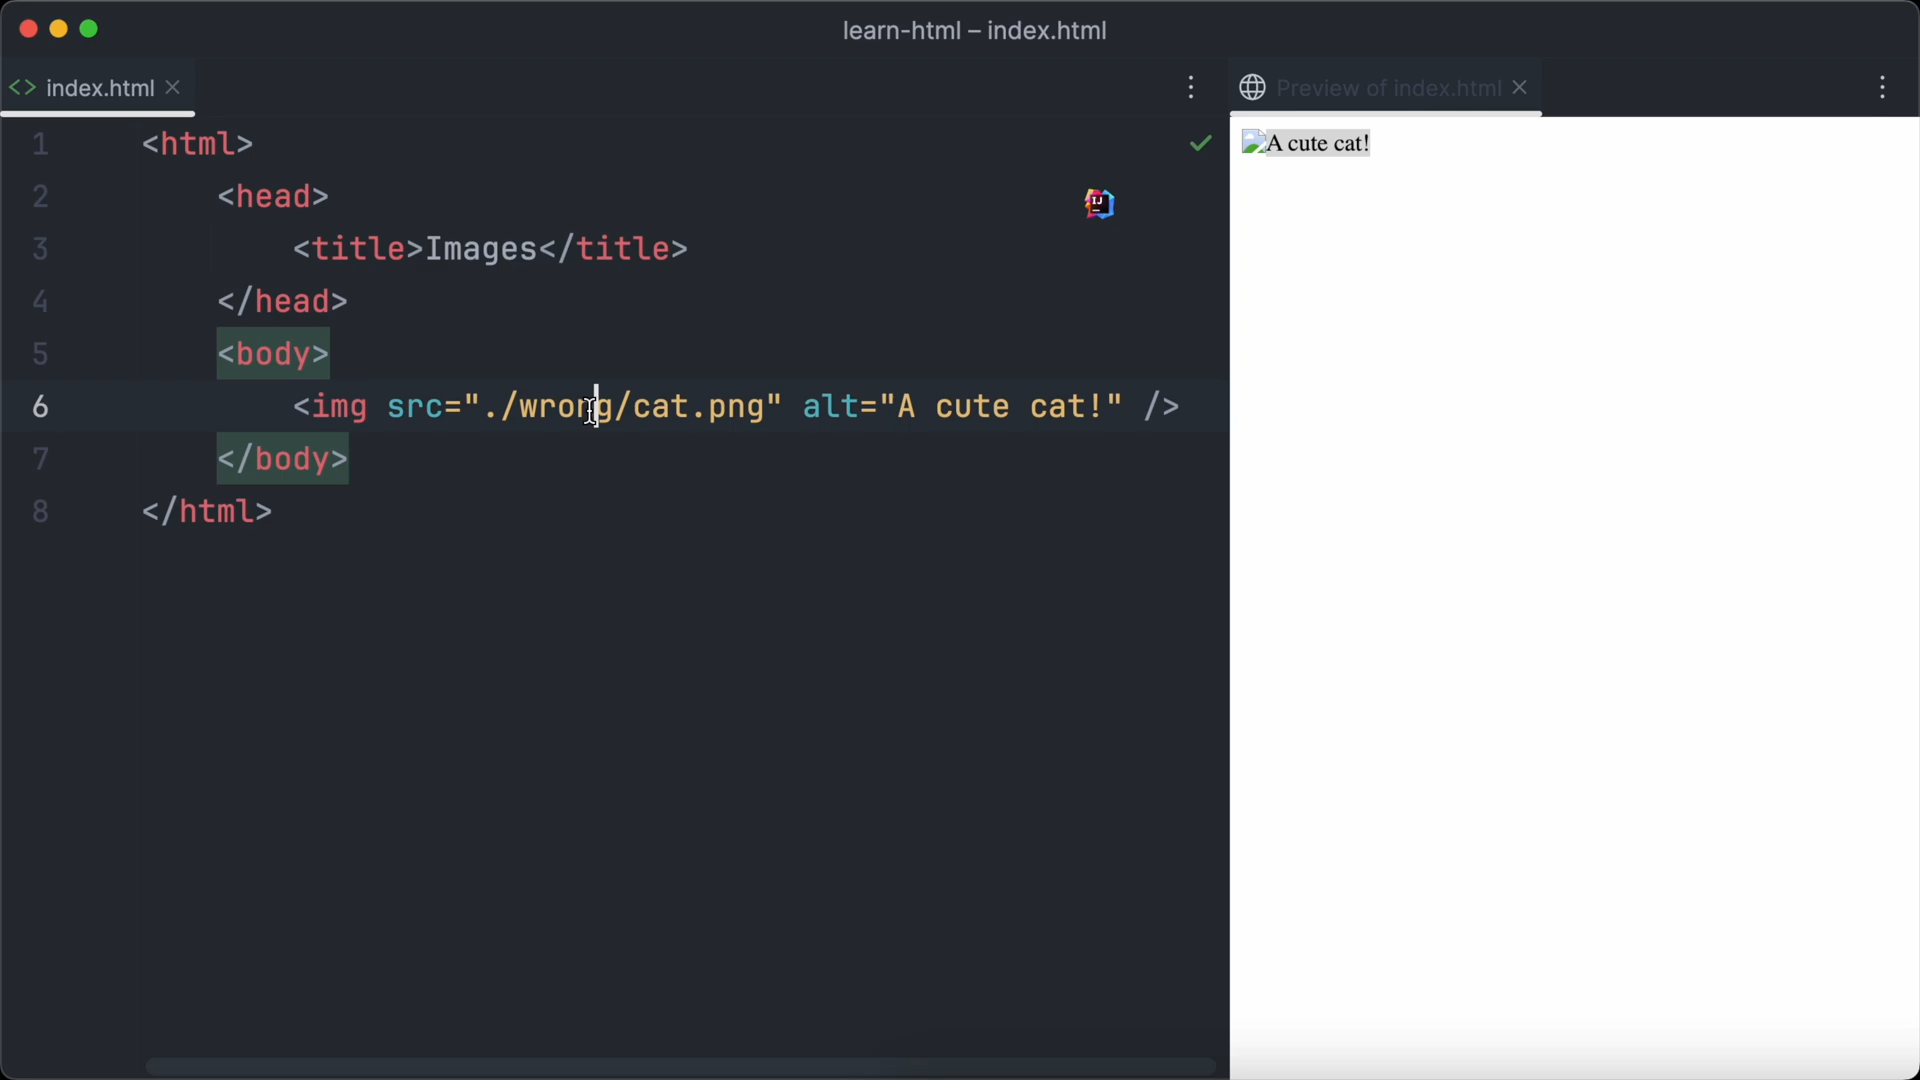 learn-html – index.html
<> index.html
Preview of index.html
1 <html>
2 <head>
3 <title>Images</title>
4 </head>
5 <body>
6 <img src="./wrong/cat.png" alt="A cute cat!" />
7 </body>
8 </html>
IJ
A cute cat!